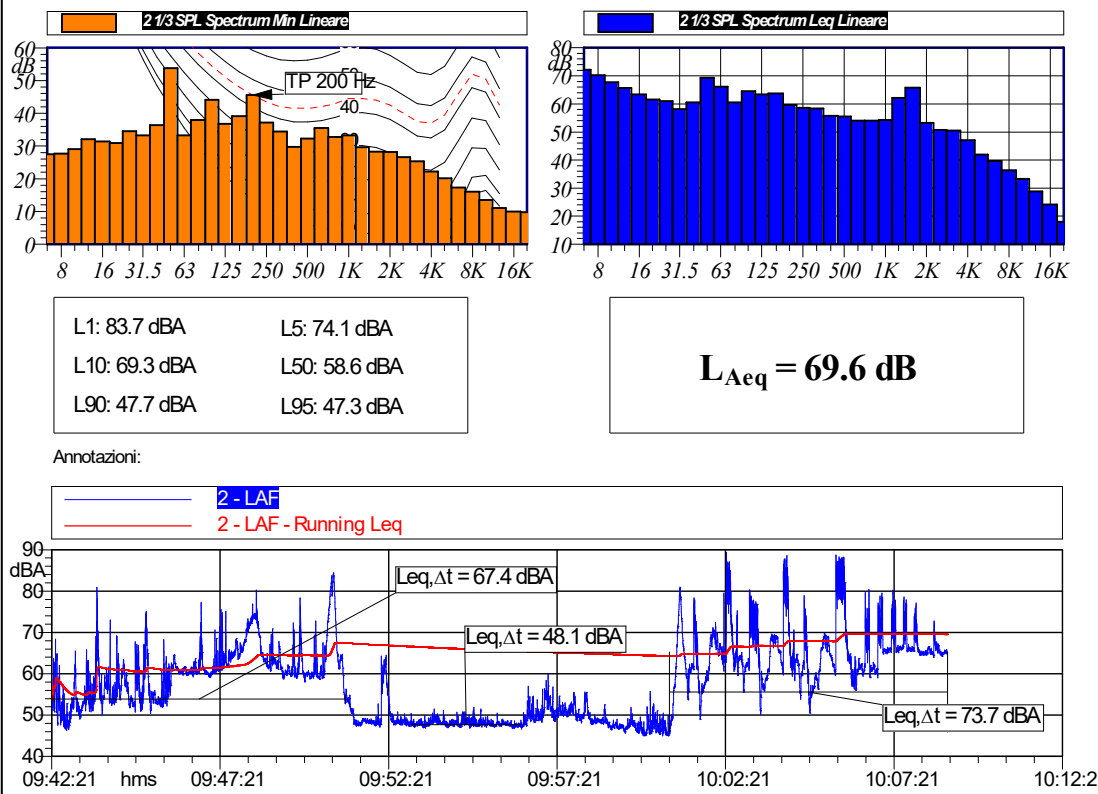 2 1/3 SPL Spectrum Min Lineare
2 1/3 SPL Spectrum Leq Lineare
60
dB
50
40
30
20
10
0
TP 200 Hz
40
8 16 31.5 63 125 250 500 1K 2K 4K 8K 16K
80
dB
70
60
50
40
30
20
10
8 16 31.5 63 125 250 500 1K 2K 4K 8K 16K
L1: 83.7 dBA L5: 74.1 dBA
L10: 69.3 dBA L50: 58.6 dBA
L90: 47.7 dBA L95: 47.3 dBA
LAeq = 69.6 dB
Annotazioni:
2 - LAF
2 - LAF - Running Leq
90
dBA
80
70
60
50
40
Leq,Δt = 67.4 dBA
Leq,Δt = 48.1 dBA
Leq,Δt = 73.7 dBA
09:42:21 hms 09:47:21 09:52:21 09:57:21 10:02:21 10:07:21 10:12:2